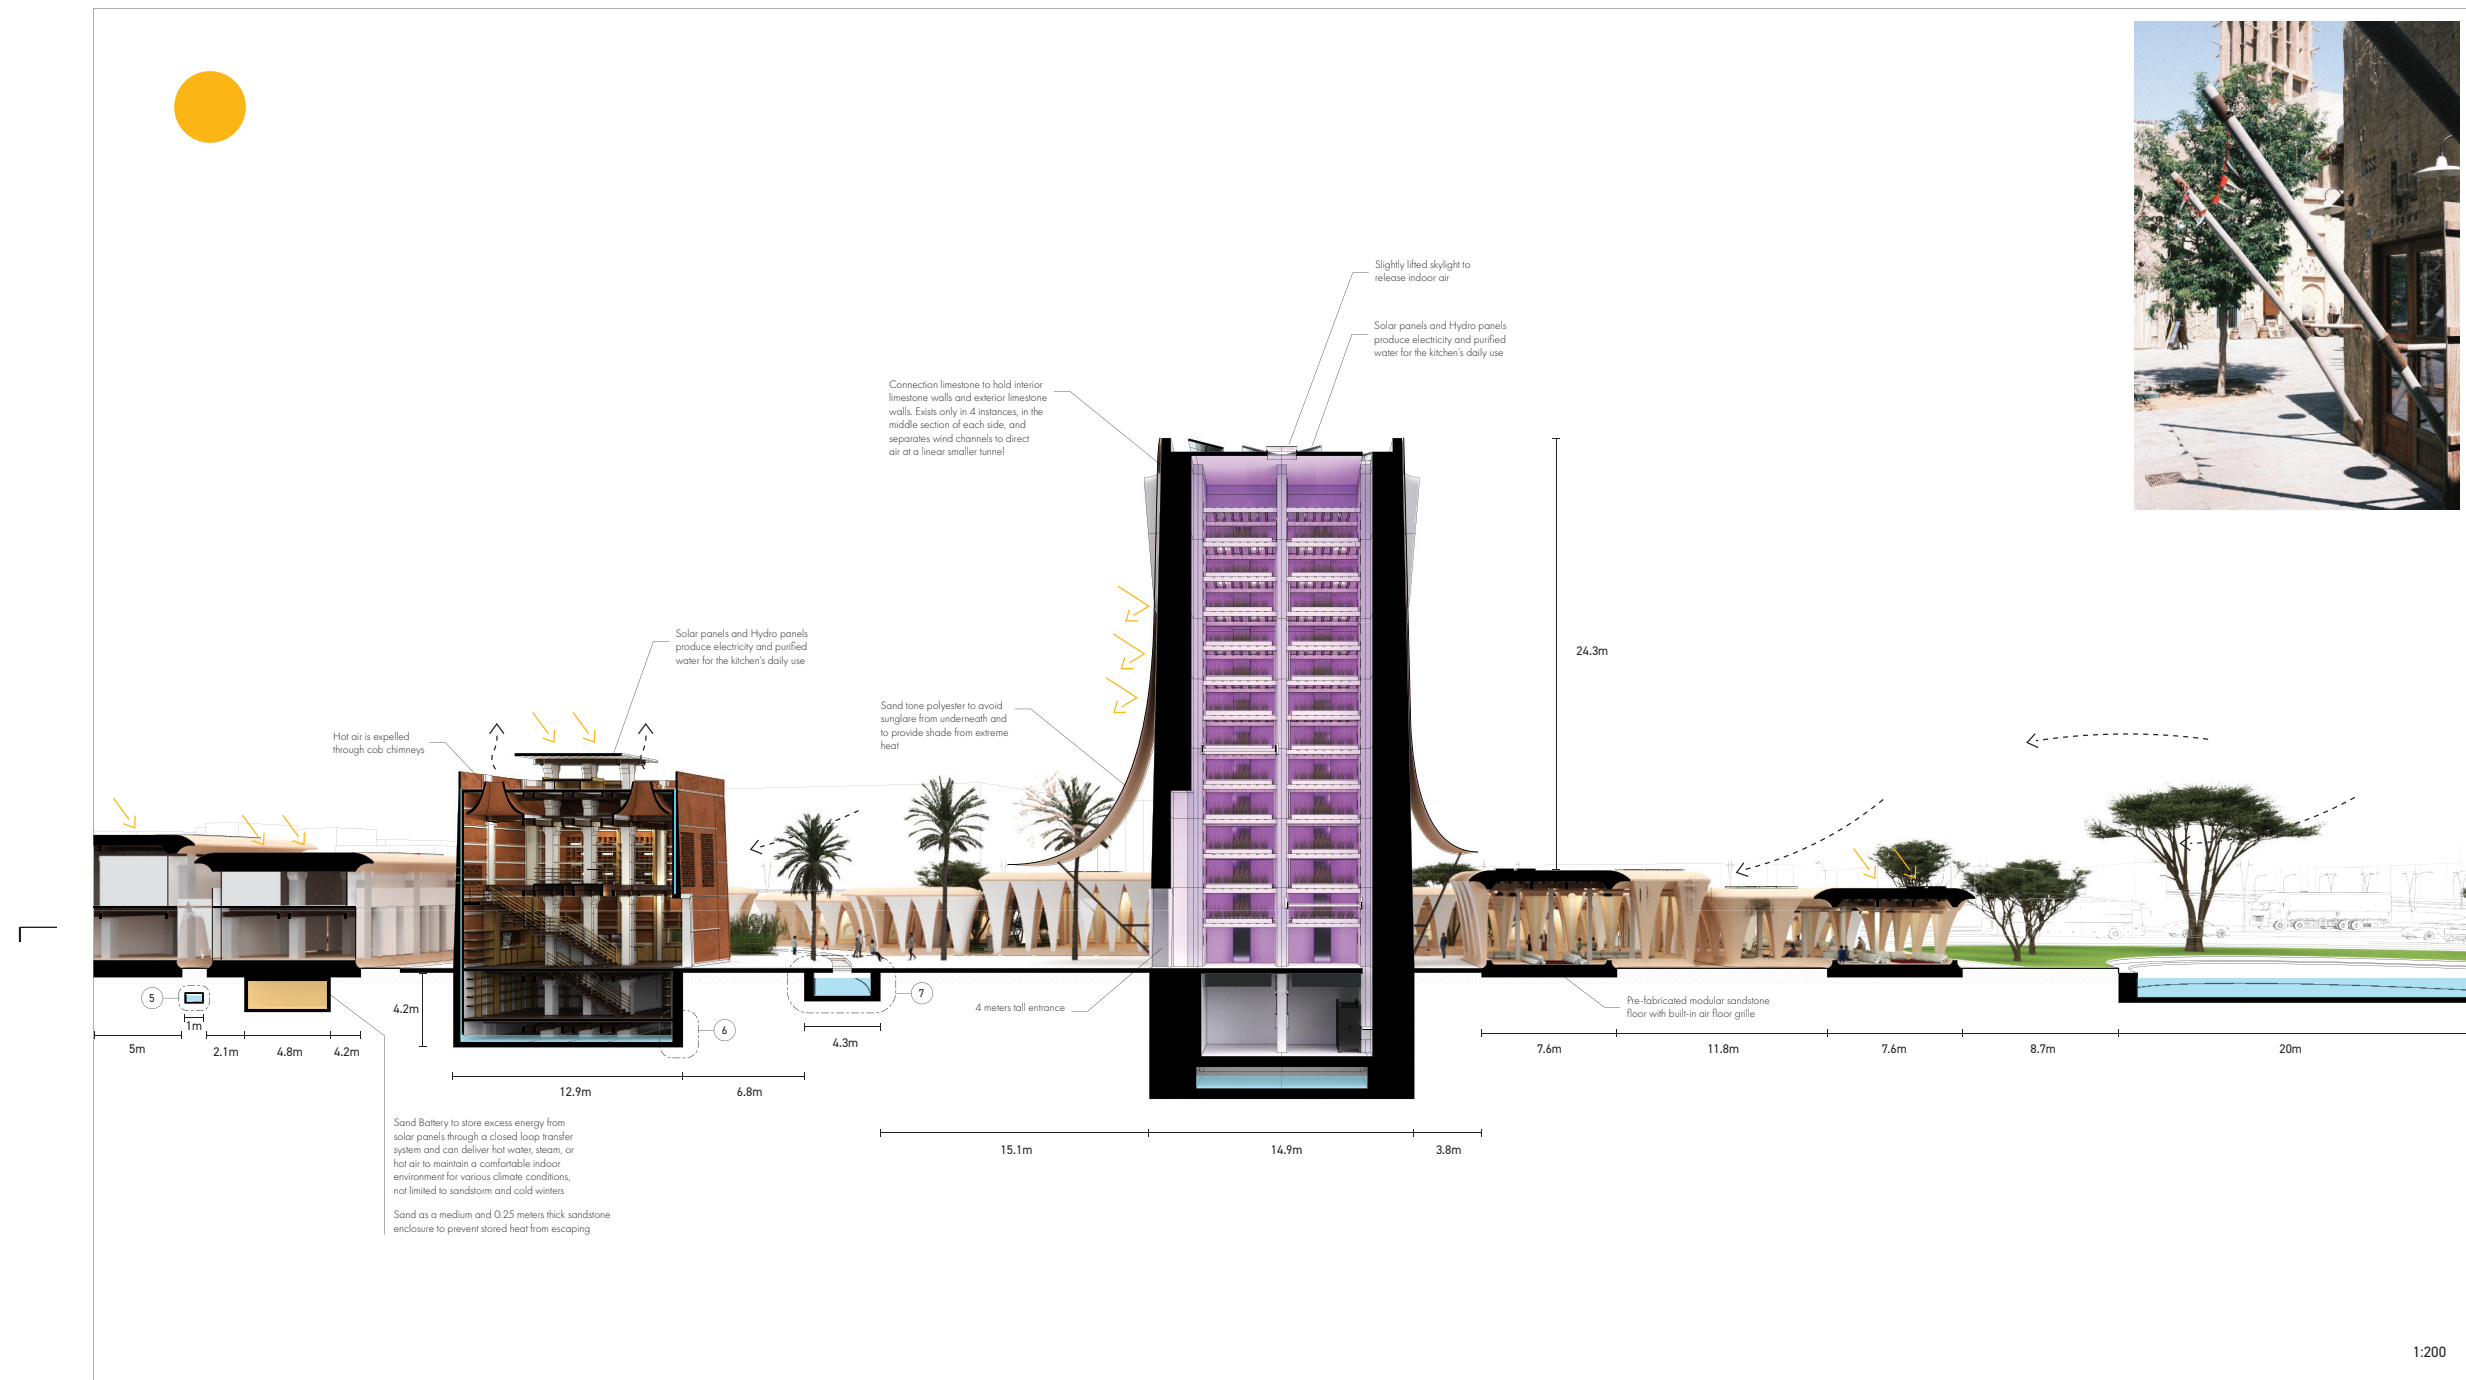 Slightly lifted skylight to
release indoor air
Solar panels and Hydro panels
produce electricity and purified
water for the kitchen's daily use
Connection limestone to hold interior
limestone walls and exterior limestone
walls. Exists only in 4 instances, in the
middle section of each side, and
separates wind channels to direct
air at a linear smaller tunnel
24.3m
Solar panels and Hydro panels
produce electricity and purified
water for the kitchen's daily use
Sand tone polyester to avoid
sunglare from underneath and
to provide shade from extreme
heat
Hot air is expelled
through cob chimneys
5
1m
5m
2.1m
4.8m
4.2m
4.2m
6
7
4.3m
12.9m
6.8m
4 meters tall entrance
Pre-fabricated modular sandstone
floor with built-in air floor grille
7.6m
11.8m
7.6m
8.7m
20m
15.1m
14.9m
3.8m
Sand Battery to store excess energy from
solar panels through a closed loop transfer
system and can deliver hot water, steam, or
hot air to maintain a comfortable indoor
environment for various climate conditions,
not limited to sandstorm and cold winters
Sand as a medium and 0.25 meters thick sandstone
enclosure to prevent stored heat from escaping
1:200